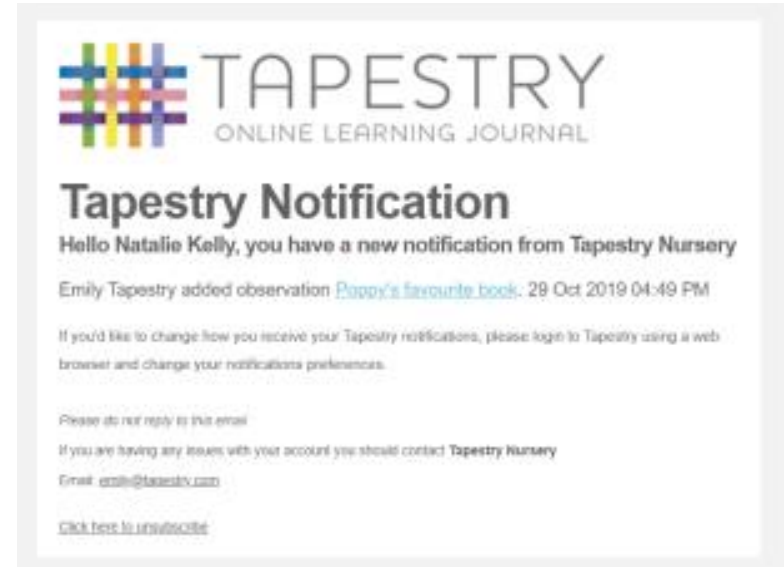 TAPESTRY
ONLINE LEARNING JOURNAL
Tapestry Notification
Hello Natalie Kelly, you have a new notification from Tapestry Nursery
Emily Tapestry added observation Poppy's favourite book. 29 Oct 2019 04:49 PM
If you'd like to change how you receive your Tapestry notifications, please login to Tapestry using a web
browser and change your notifications preferences.
Please do not reply to this email
If you are having any issues with your account you should contact Tapestry Nursery
Email: emily@tapestry.com
Click here to unsubscribe